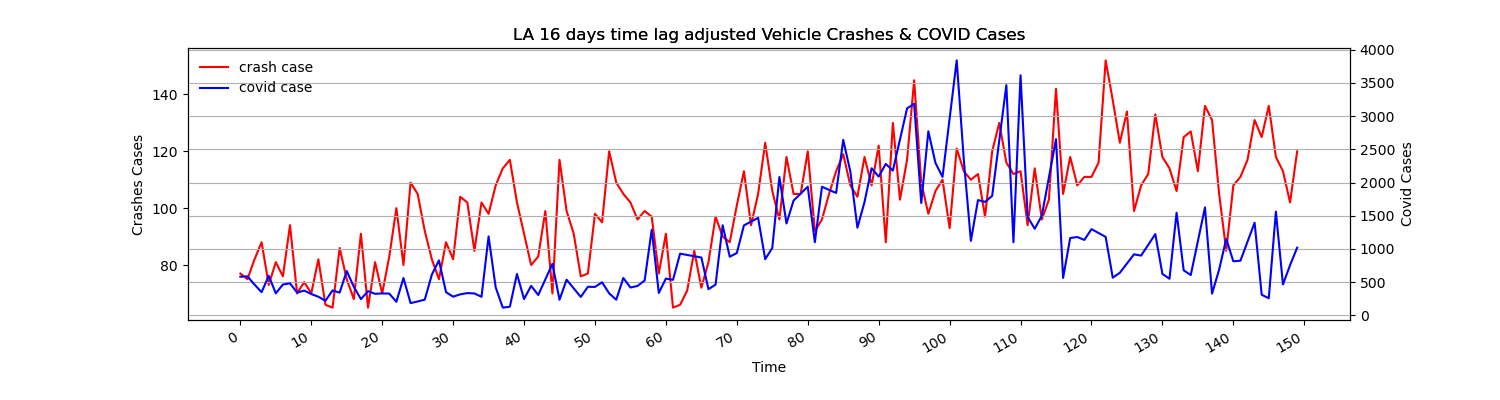 LA 16 days time lag adjusted Vehicle Crashes & COVID Cases
crash case
covid case
Crashes Cases
140
120
100
80
4000
3500
3000
2500
2000
1500
1000
500
0
Covid Cases
0 10 20 30 40 50 60 70 80 90 100 110 120 130 140 150
Time